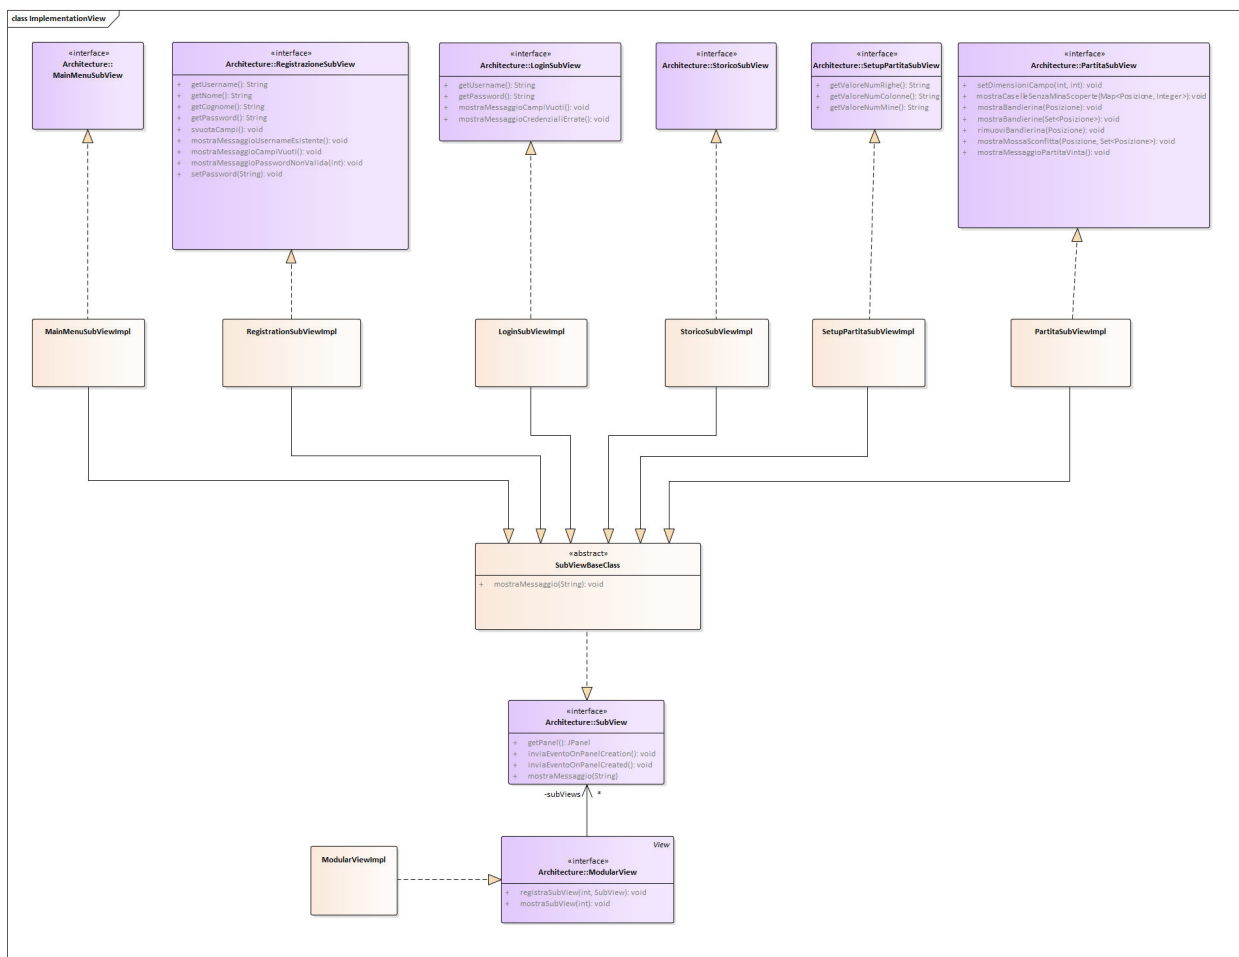 class ImplementationView
«interface»
Architecture::
MainMenuSubView
«interface»
Architecture::RegistrazioneSubView
+ getUsername(): String
+ getNome(): String
+ getCognome(): String
+ getPassword(): String
+ svuotaCampi(): void
+ mostraMessaggioUsernameEsistente(): void
+ mostraMessaggioCampiVuoti(): void
+ mostraMessaggioPasswordNonValida(int): void
+ setPassword(String): void
«interface»
Architecture::LoginSubView
+ getUsername(): String
+ getPassword(): String
+ mostraMessaggioCampiVuoti(): void
+ mostraMessaggioCredenzialiErrate(): void
«interface»
Architecture::StoricoSubView
«interface»
Architecture::SetupPartitaSubView
+ getValoreNumRighe(): String
+ getValoreNumColonne(): String
+ getValoreNumMine(): String
«interface»
Architecture::PartitaSubView
+ setDimensioniCampo(int, int): void
+ mostraCaselleSenzaMinaScoperte(Map<Posizione, Integer>): void
+ mostraBandierina(Posizione): void
+ mostraBandierine(Set<Posizione>): void
+ rimuoviBandierina(Posizione): void
+ mostraMossaSconfitta(Posizione, Set<Posizione>): void
+ mostraMessaggioPartitaVinta(): void
MainMenuSubViewImpl
RegistrationSubViewImpl
LoginSubViewImpl
StoricoSubViewImpl
SetupPartitaSubViewImpl
PartitaSubViewImpl
«abstract»
SubViewBaseClass
+ mostraMessaggio(String): void
«interface»
Architecture::SubView
+ getPanel(): JPanel
+ inviaEventoOnPanelCreation(): void
+ inviaEventoOnPanelCreated(): void
+ mostraMessaggio(String)
-subViews *
ModularViewImpl
View
«interface»
Architecture::ModularView
+ registraSubView(int, SubView): void
+ mostraSubView(int): void